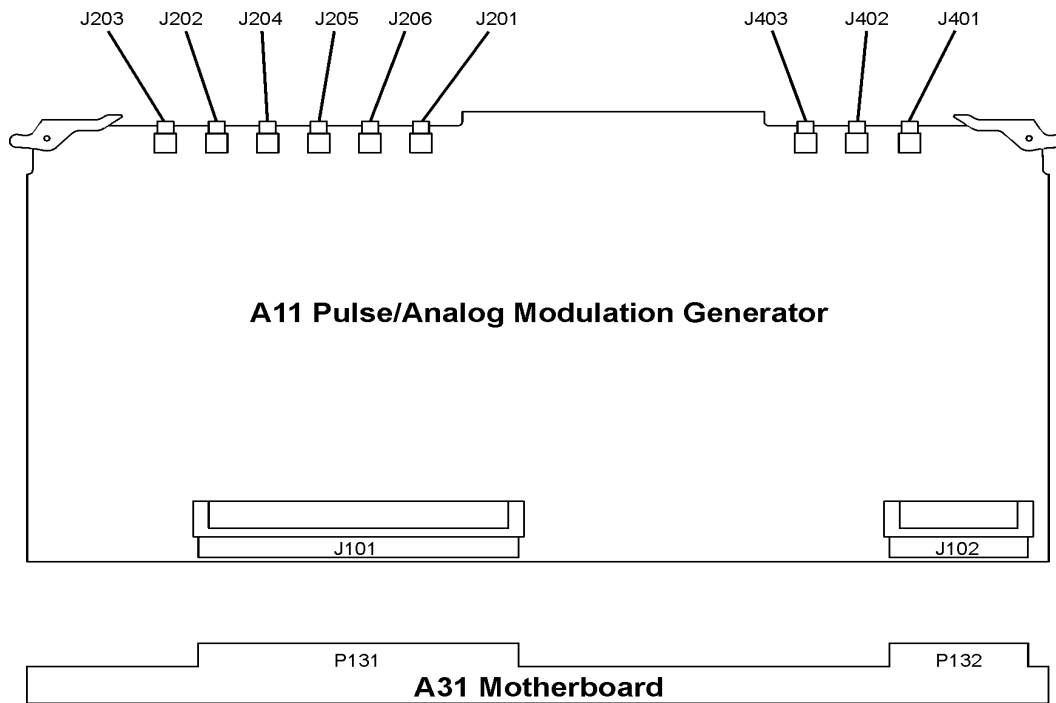 J203 J202 J204 J205 J206 J201 J403 J402 J401
A11 Pulse/Analog Modulation Generator
J101 J102
P131 P132
A31 Motherboard